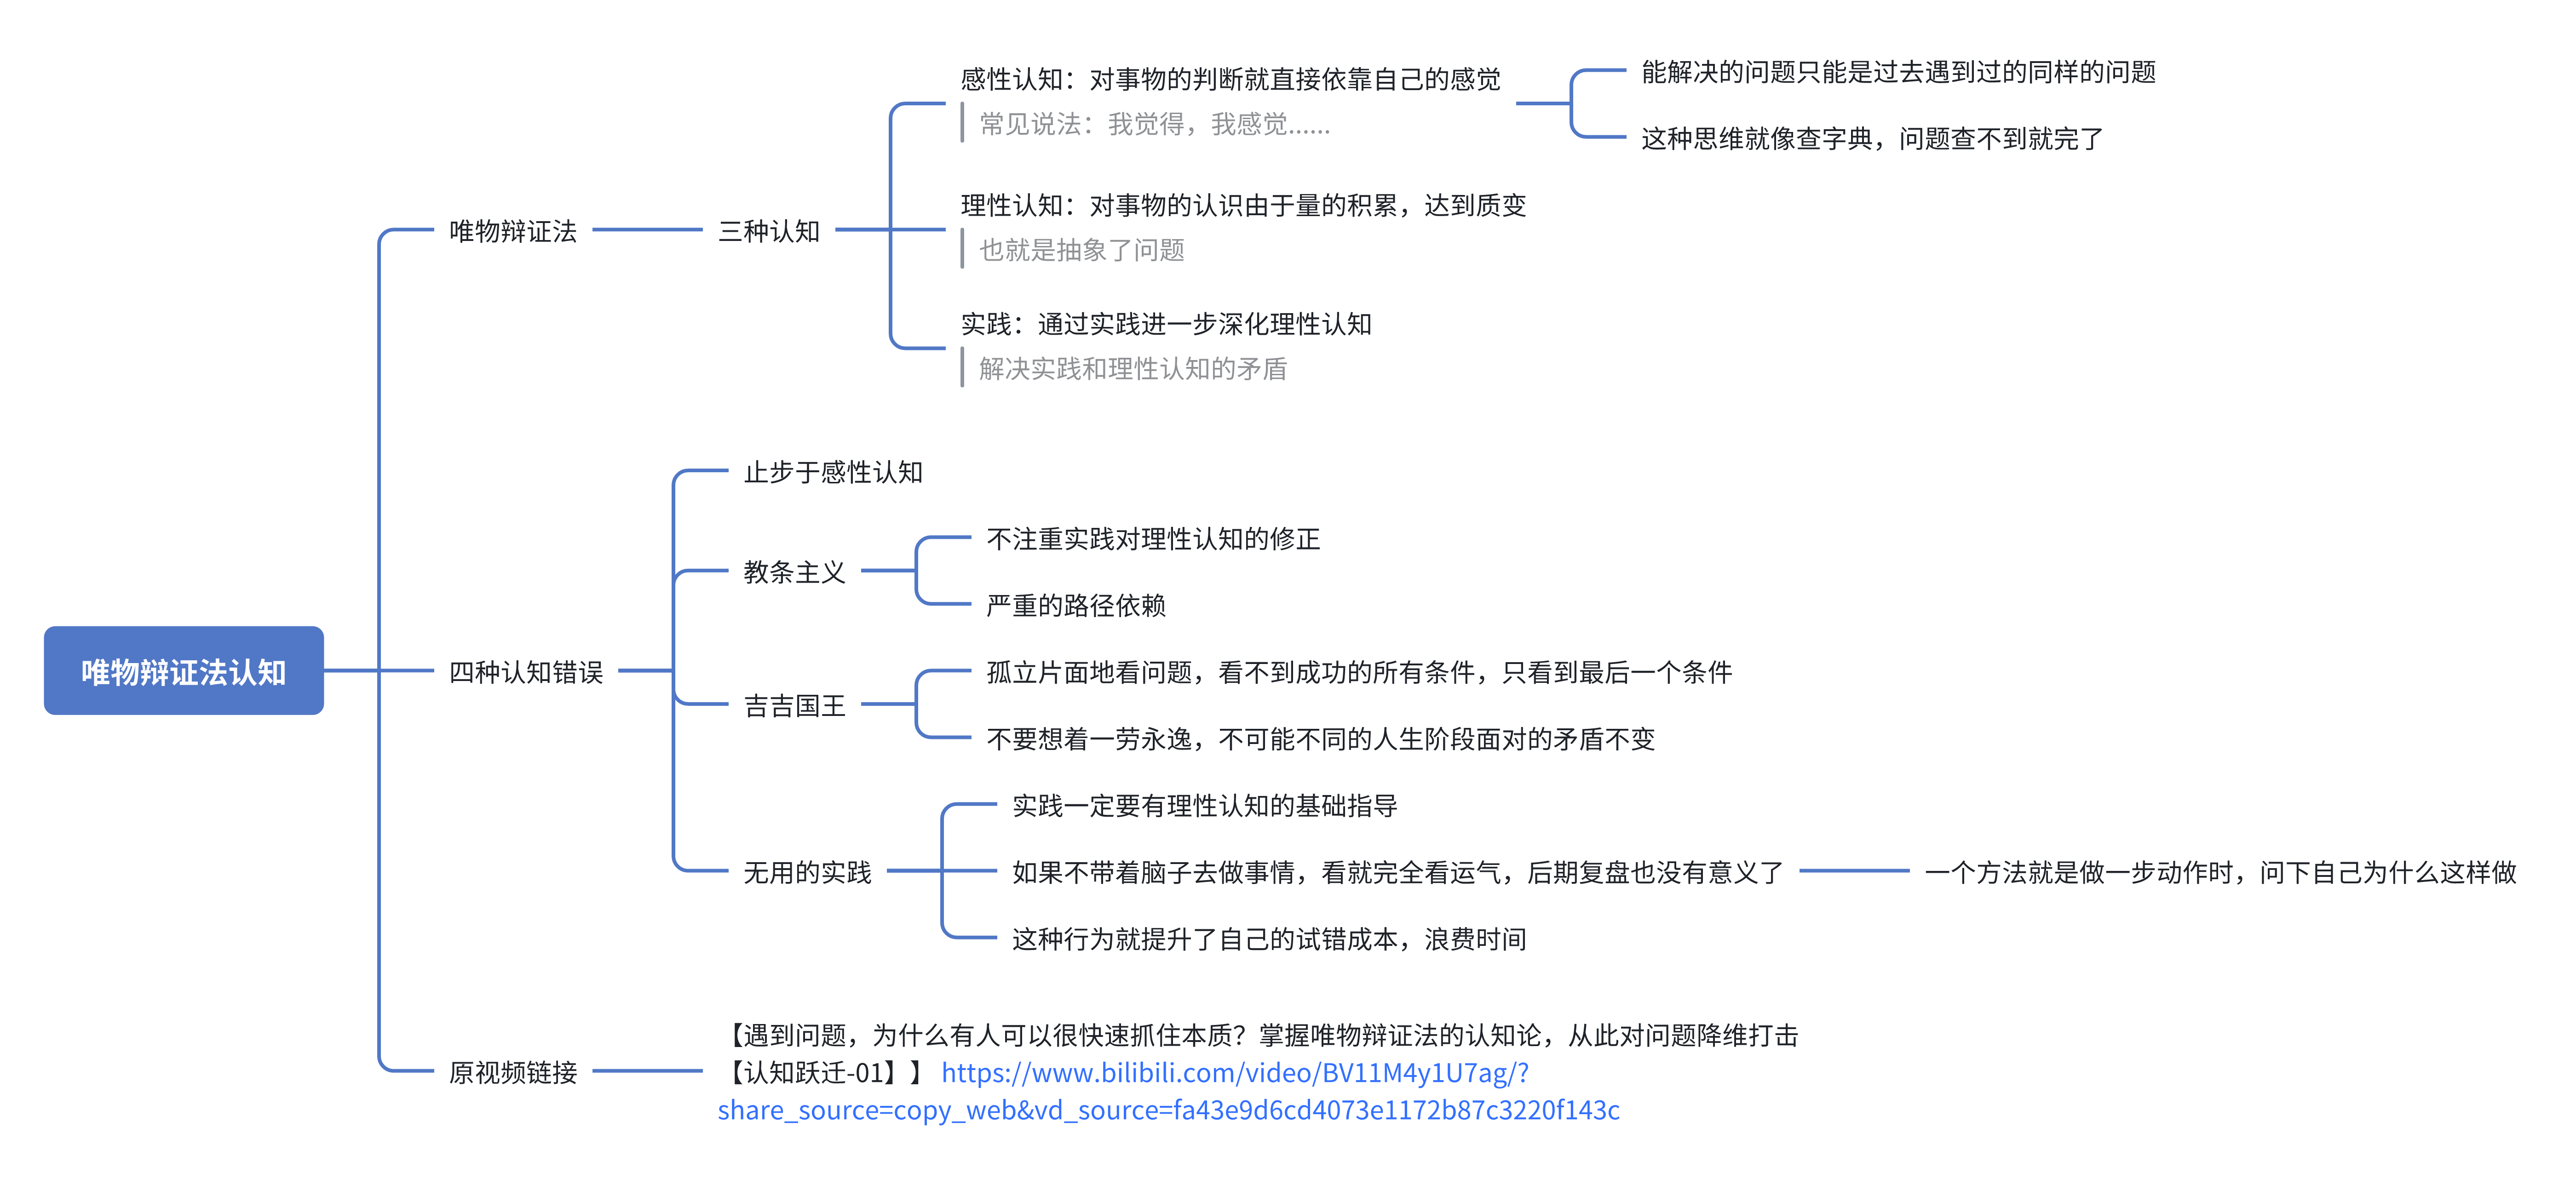 唯物辩证法认知
唯物辩证法
三种认知
感性认知：对事物的判断就直接依靠自己的感觉
常见说法：我觉得，我感觉......
能解决的问题只能是过去遇到过的同样的问题
这种思维就像查字典，问题查不到就完了
理性认知：对事物的认识由于量的积累，达到质变
也就是抽象了问题
实践：通过实践进一步深化理性认知
解决实践和理性认知的矛盾
四种认知错误
止步于感性认知
教条主义
不注重实践对理性认知的修正
严重的路径依赖
吉吉国王
孤立片面地看问题，看不到成功的所有条件，只看到最后一个条件
不要想着一劳永逸，不可能不同的人生阶段面对的矛盾不变
无用的实践
实践一定要有理性认知的基础指导
如果不带着脑子去做事情，看就完全看运气，后期复盘也没有意义了
一个方法就是做一步动作时，问下自己为什么这样做
这种行为就提升了自己的试错成本，浪费时间
原视频链接
【遇到问题，为什么有人可以很快速抓住本质？掌握唯物辩证法的认知论，从此对问题降维打击
【认知跃迁-01】】 https://www.bilibili.com/video/BV11M4y1U7ag/?
share_source=copy_web&vd_source=fa43e9d6cd4073e1172b87c3220f143c